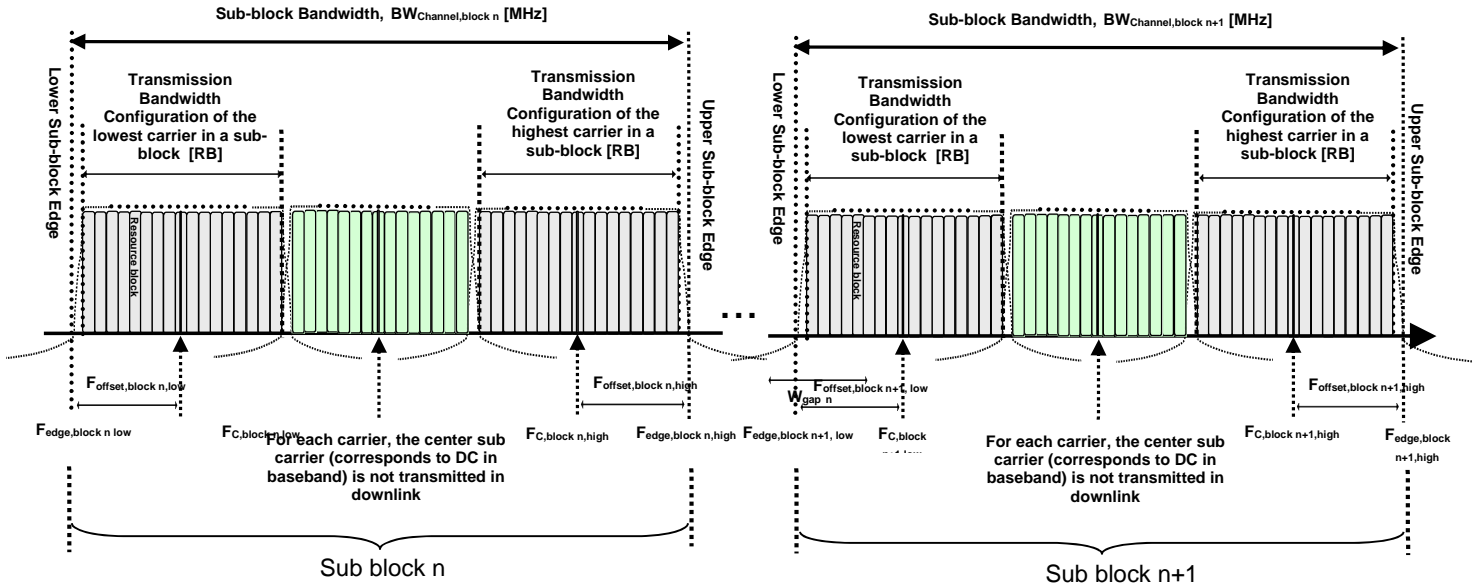 Sub-block Bandwidth, BWChannel,block n [MHz]
Sub-block Bandwidth, BWChannel,block n+1 [MHz]
Lower Sub-block Edge
Transmission
Bandwidth
Configuration of the
lowest carrier in a sub-
block [RB]
Transmission
Bandwidth
Configuration of the
highest carrier in a
sub-block [RB]
Upper Sub-block Edge
Lower Sub-block Edge
Transmission
Bandwidth
Configuration of the
lowest carrier in a
sub-block [RB]
Transmission
Bandwidth
Configuration of the
highest carrier in a
sub-block [RB]
Upper Sub-block Edge
Resource block
Resource block
...
Foffset,block n,low
Foffset,block n,high
Foffset,block n+1, low
Wgap n
Foffset,block n+1,high
Fedge,block n low
FC,block n,low
FC,block n,high
Fedge,block n,high
Fedge,block n+1, low
FC,block
n+1,low
FC,block n+1,high
Fedge,block
n+1,high
For each carrier, the center sub
carrier (corresponds to DC in
baseband) is not transmitted in
downlink
For each carrier, the center sub
carrier (corresponds to DC in
baseband) is not transmitted in
downlink
Sub block n
Sub block n+1